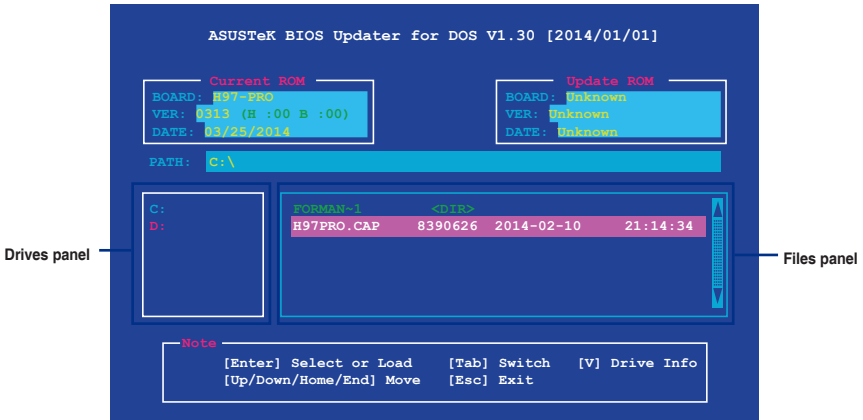 ASUSTeK BIOS Updater for DOS V1.30 [2014/01/01]
Current ROM
BOARD: H97-PRO
VER: 0313 (H :00 B :00)
DATE: 03/25/2014
Update ROM
BOARD: Unknown
VER: Unknown
DATE: Unknown
PATH: C:\
Drives panel
C:
D:
FORMAN~1 <DIR>
H97PRO.CAP 8390626 2014-02-10 21:14:34
Files panel
Note
[Enter] Select or Load [Tab] Switch [V] Drive Info
[Up/Down/Home/End] Move [Esc] Exit